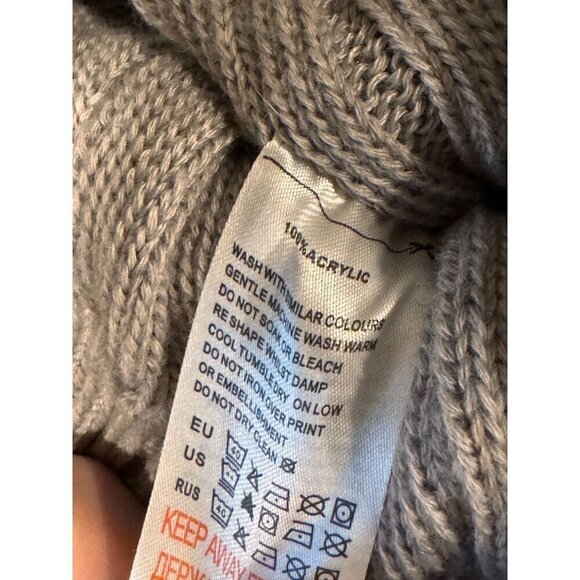 100% ACRYLIC
WASH WITH SIMILAR COLOURS
GENTLE MACHINE WASH WARM
DO NOT SOAK OR BLEACH
RE SHAPE WHILST DAMP
COOL TUMBLE DRY, ON LOW
DO NOT IRON OVER PRINT
OR EMBELLISHMENT
DO NOT DRY CLEAN
EU 40
US
RUS 40
KEEP AWAY